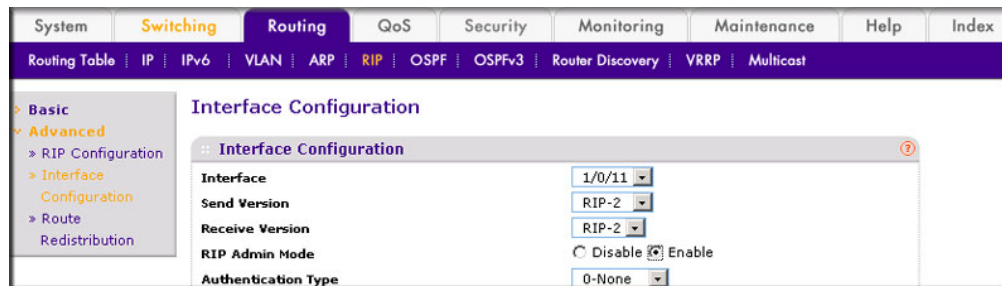 System Switching Routing QoS Security Monitoring Maintenance Help Index
Routing Table IP IPv6 VLAN ARP RIP OSPF OSPFv3 Router Discovery VRRP Multicast
Basic
Advanced
» RIP Configuration
» Interface
Configuration
» Route
Redistribution
Interface Configuration
Interface Configuration ?
Interface 1/0/11
Send Version RIP-2
Receive Version RIP-2
RIP Admin Mode Disable Enable
Authentication Type 0-None